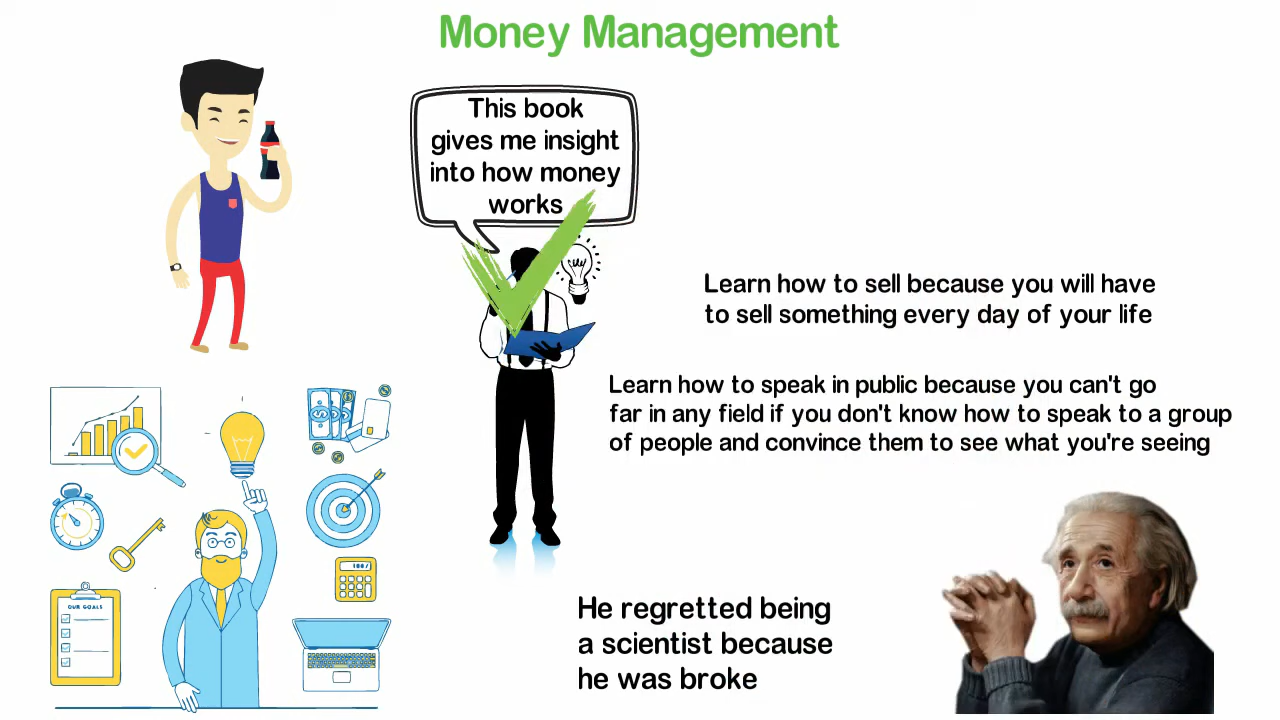 Money Management
This book
gives me insight
into how money
works
Learn how to sell because you will have
to sell something every day of your life
Learn how to speak in public because you can't go
far in any field if you don't know how to speak to a group
of people and convince them to see what you're seeing
OUR GOALS
He regretted being
a scientist because
he was broke